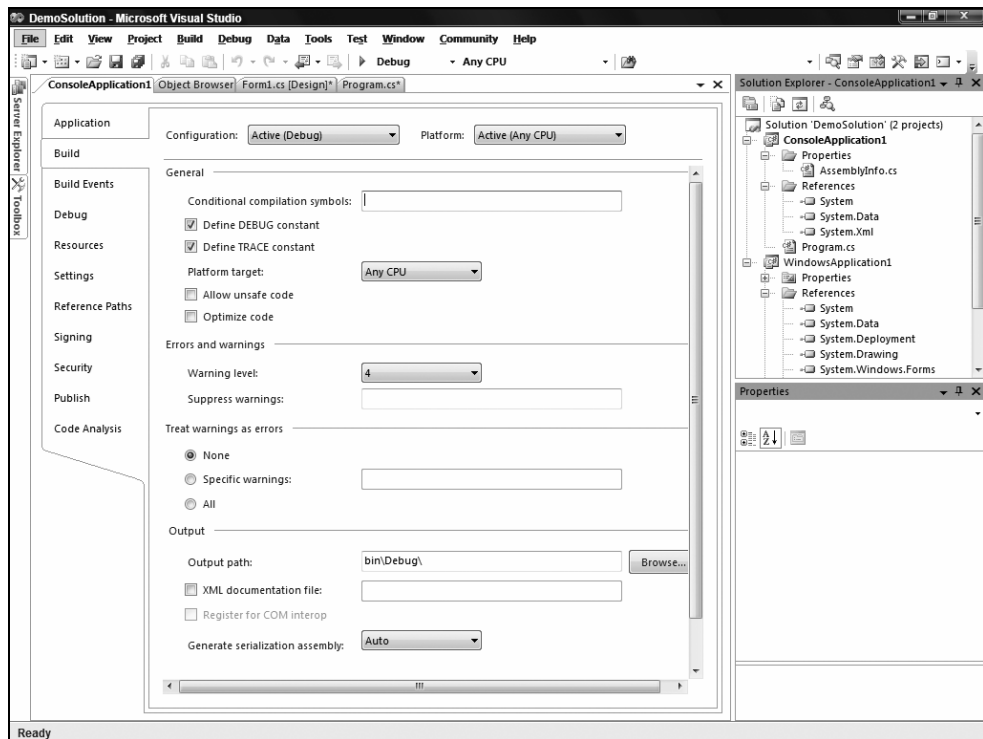 DemoSolution - Microsoft Visual Studio
File Edit View Project Build Debug Data Tools Test Window Community Help
Debug Any CPU
ConsoleApplication1 Object Browser Form1.cs [Design]* Program.cs*
Server Explorer
Toolbox
Application
Build
Build Events
Debug
Resources
Settings
Reference Paths
Signing
Security
Publish
Code Analysis
Configuration: Active (Debug) Platform: Active (Any CPU)
General
Conditional compilation symbols:
Define DEBUG constant
Define TRACE constant
Platform target: Any CPU
Allow unsafe code
Optimize code
Errors and warnings
Warning level: 4
Suppress warnings:
Treat warnings as errors
None
Specific warnings:
All
Output
Output path: bin\Debug\ Browse...
XML documentation file:
Register for COM interop
Generate serialization assembly: Auto
Solution Explorer - ConsoleApplication1
Solution 'DemoSolution' (2 projects)
ConsoleApplication1
Properties
AssemblyInfo.cs
References
System
System.Data
System.Xml
Program.cs
WindowsApplication1
Properties
References
System
System.Data
System.Deployment
System.Drawing
System.Windows.Forms
Properties
Ready